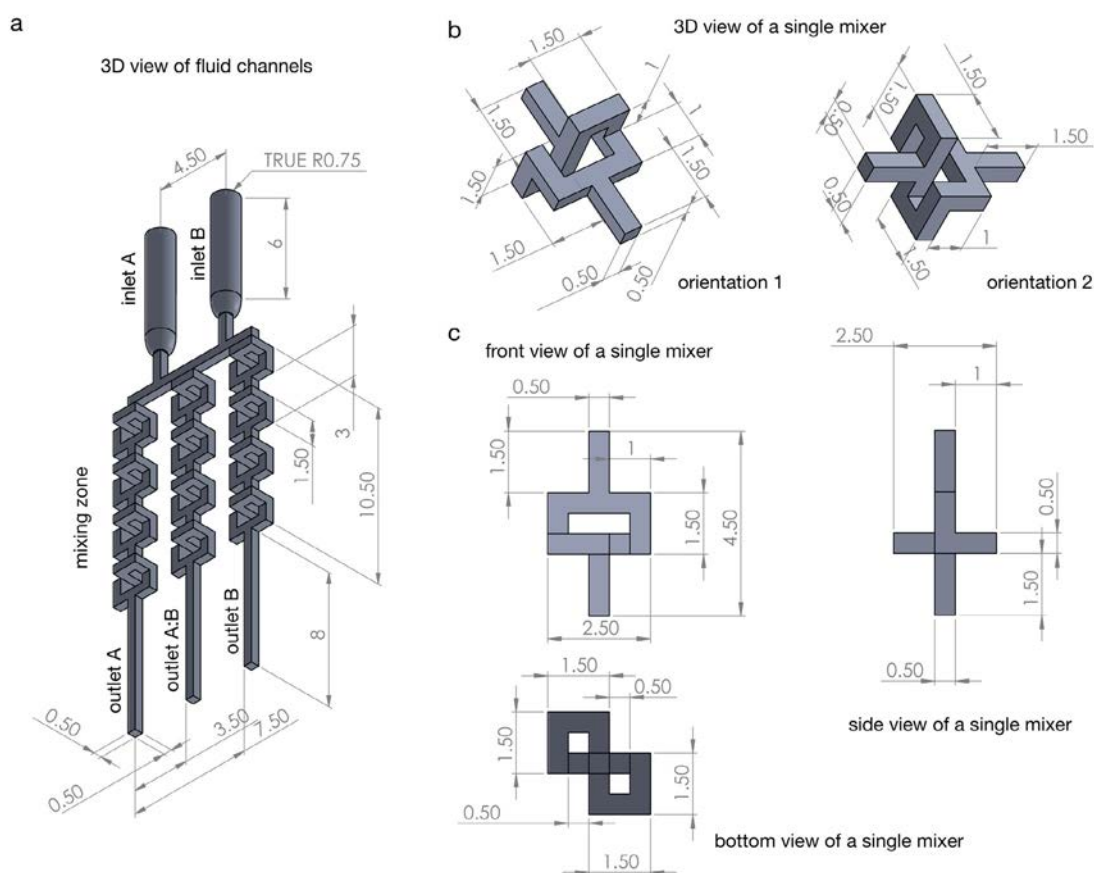 a
3D view of fluid channels
4.50
TRUE R0.75
6
inlet A
inlet B
3
1.50
10.50
mixing zone
8
outlet A
outlet A:B
outlet B
0.50
0.50
3.50
7.50
b
3D view of a single mixer
1.50
1
1
1.50
1.50
1.50
1.50
0.50
0.50
orientation 1
1.50
1.50
0.50
1.50
0.50
1.50
1
orientation 2
c
front view of a single mixer
0.50
1.50
1
1.50
4.50
2.50
2.50
1
0.50
1.50
0.50
side view of a single mixer
1.50
0.50
1.50
1.50
0.50
1.50
bottom view of a single mixer